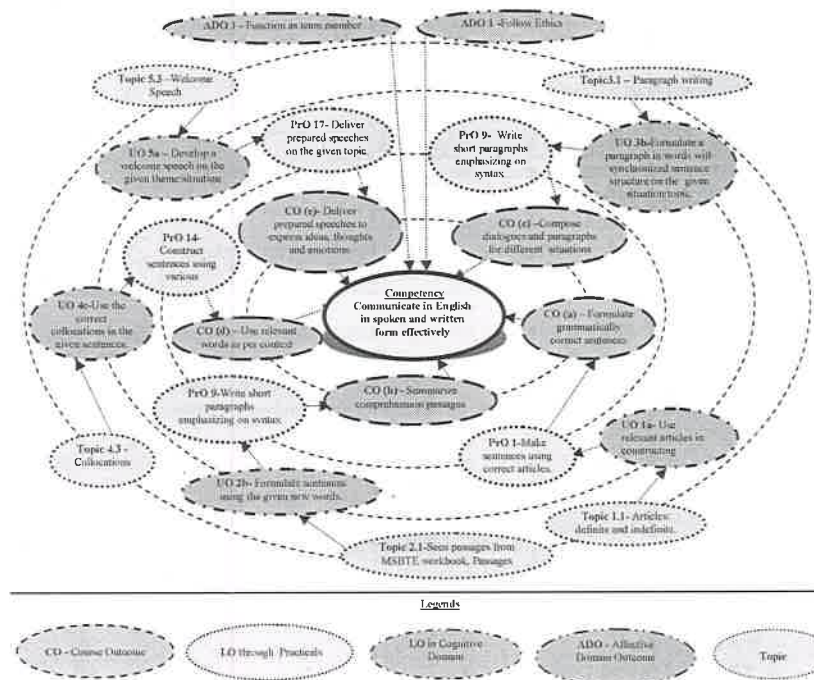 ADO 3 - Function as team member
ADO 1 -Follow Ethics
Topic 5.3 -Welcome
Speech
Topic3.1 – Paragraph writing
PrO 17- Deliver
prepared speeches
on the given topic.
PrO 9- Write
short paragraphs
emphasizing on
syntax
UO 5a – Develop a
welcome speech on the
given theme/situation
UO 3b-Formulate a
paragraph in words with
synchronized sentence
structure on the given
situation/topic.
CO (e)- Deliver
prepared speeches to
express ideas, thoughts
and emotions
CO (c) –Compose
dialogues and paragraphs
for different situations
PrO 14-
Construct
sentences using
various
Competency
Communicate in English
in spoken and written
form effectively
UO 4c-Use the
correct
collocations in the
given sentences.
CO (d) – Use relevant
words as per context
CO (a) – Formulate
grammatically
correct sentences
PrO 9-Write short
paragraphs
emphasizing on syntax
CO (b) - Summarize
comprehension passages
UO 1a- Use
relevant articles in
constructing
PrO 1-Make
sentences using
correct articles.
Topic 4.3 -
Collocations
UO 2b- Formulate sentences
using the given new words.
Topic 1.1- Articles:
definite and indefinite.
Topic 2.1-Seen passages from
MSBTE workbook, Passages
Legends
CO - Course Outcome
LO through Practicals
LO in Cognitive
Domain
ADO - Affective
Domain Outcome
Topic